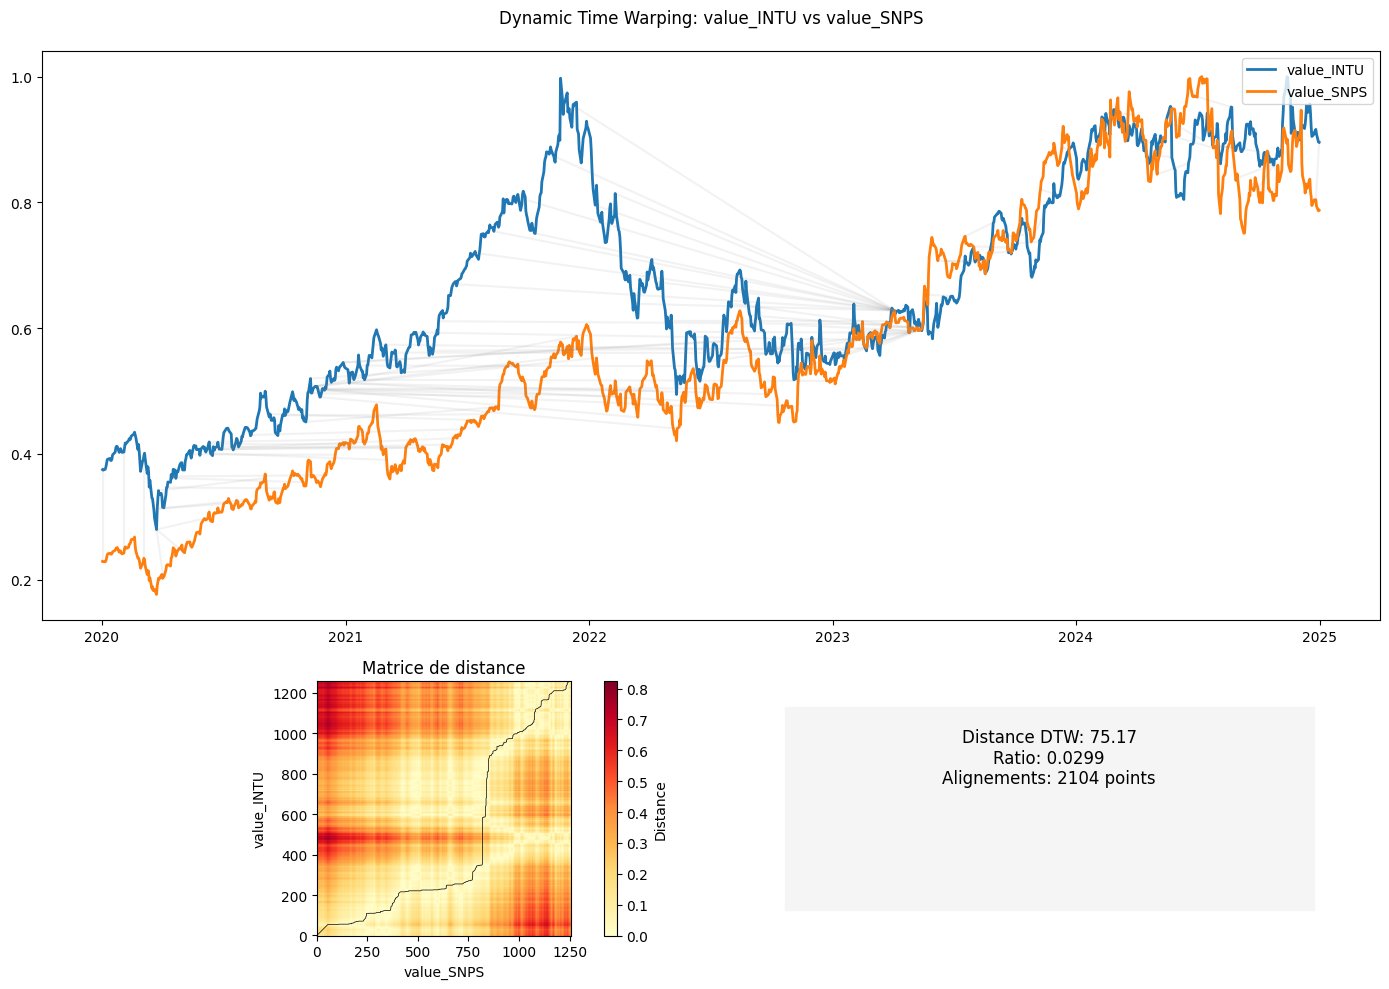 Dynamic Time Warping: value_INTU vs value_SNPS
value_INTU
value_SNPS
1.0
0.8
0.6
0.4
0.2
2020 2021 2022 2023 2024 2025
Matrice de distance
value_INTU
1200
1000
800
600
400
200
0
0 250 500 750 1000 1250
value_SNPS
0.8
0.7
0.6
0.5
0.4
0.3
0.2
0.1
0.0
Distance
Distance DTW: 75.17
Ratio: 0.0299
Alignements: 2104 points